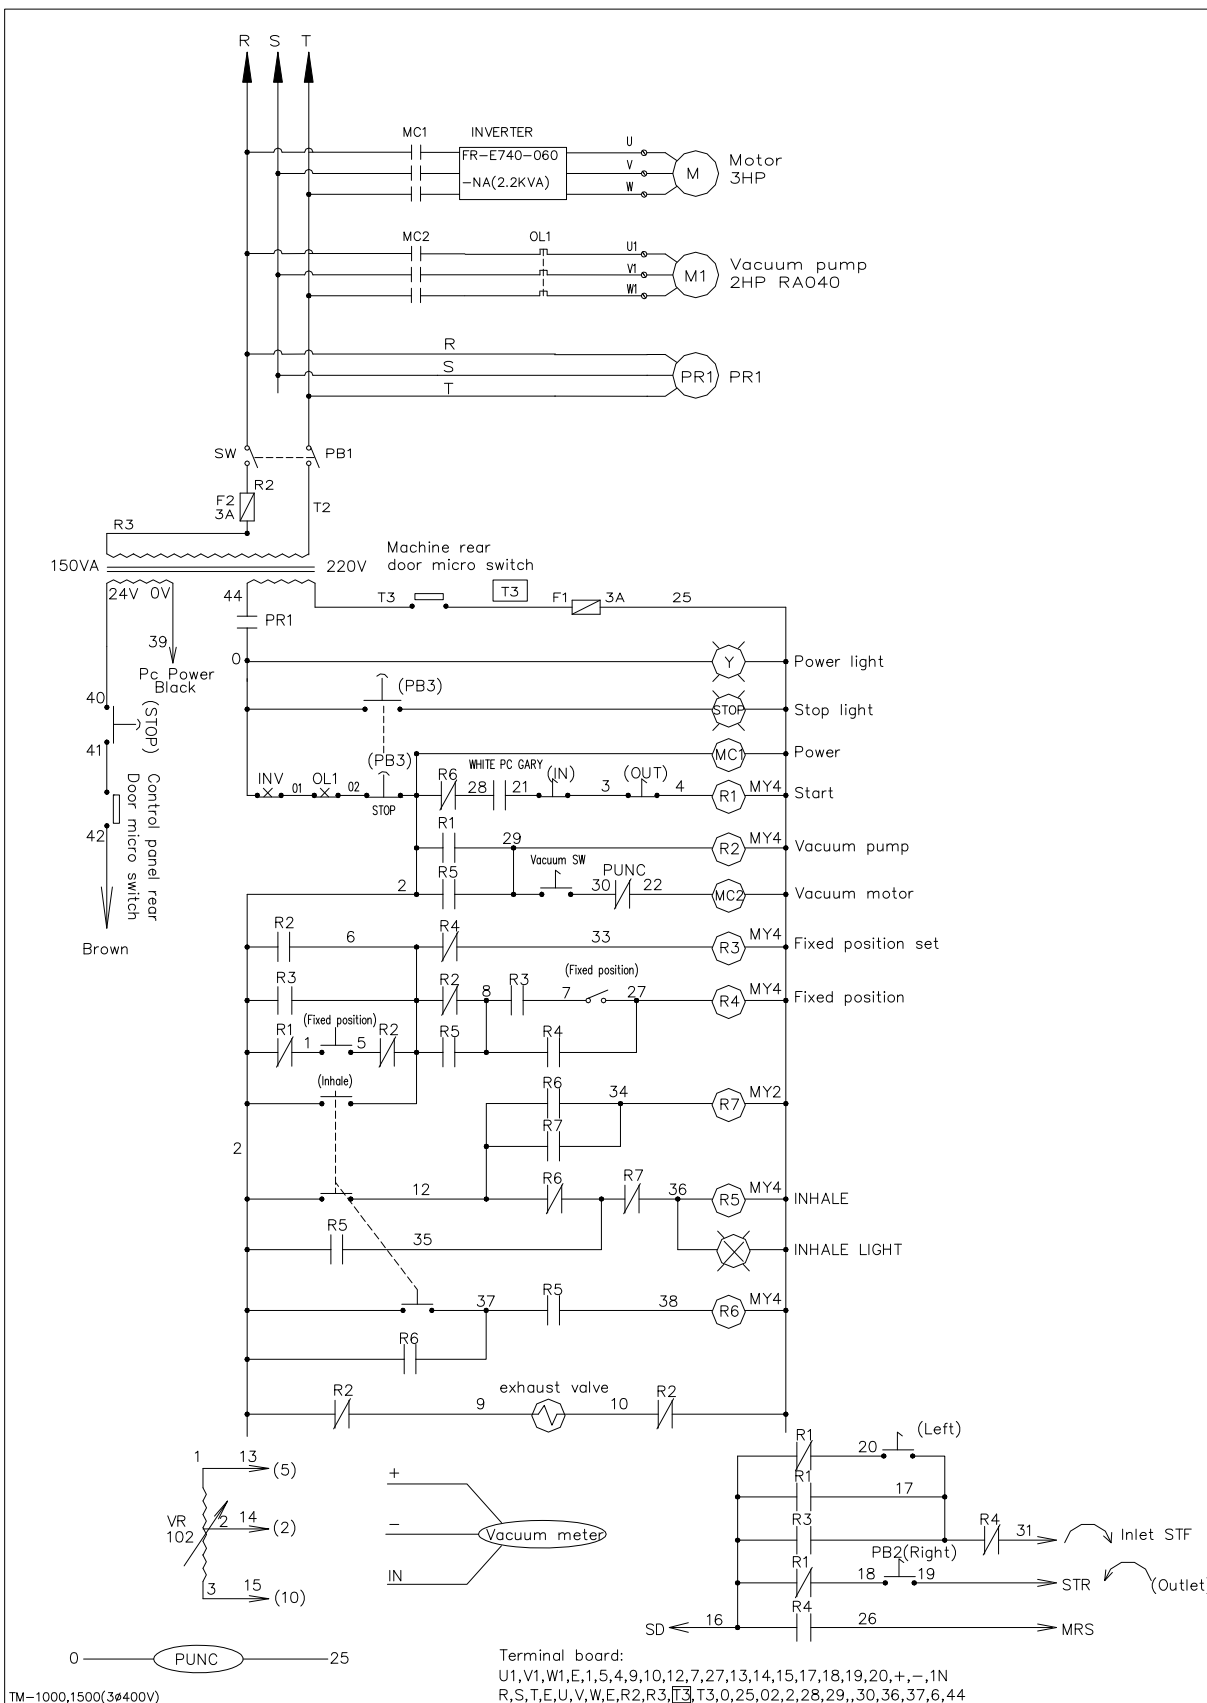 R S T
MC1 INVERTER U
FR-E740-060
-NA(2.2KVA)
V
W
M
Motor
3HP
MC2 OL1 U1
V1
W1
M1
Vacuum pump
2HP RA040
R
S
T
PR1 PR1
SW PB1
R2
F2
3A
T2
R3
150VA 220V
Machine rear
door micro switch
24V 0V 44 T3 T3 F1 3A 25
PR1
39
Pc Power
Black
0 Y Power light
40
(STOP)
41
(PB3)
STOP Stop light
(PB3) MC1 Power
INV 01 OL1 02 STOP R6 28 WHITE PC GARY 21 (IN) 3 (OUT) 4 R1 MY4 Start
Control panel rear
Door micro switch
42
Brown
R1 29 R2 MY4 Vacuum pump
2 R5 Vacuum SW 30 PUNC 22 MC2 Vacuum motor
R2 6 R4 33 R3 MY4 Fixed position set
R3 R2 8 R3 7 (Fixed position) 27 R4 MY4 Fixed position
R1 1 (Fixed position) 5 R2 R5 R4
(Inhale) R6 34 R7 MY2
R7
2
12 R6 R7 36 R5 MY4 INHALE
R5 35 INHALE LIGHT
37 R5 38 R6 MY4
R6
R2 9 exhaust valve 10 R2
1 13 (5)
VR
102
2 14 (2)
3 15 (10)
+
-
IN
Vacuum meter
R1 20 (Left)
R1 17
R3 R4 31 Inlet STF
R1 18 PB2(Right) 19 STR (Outlet)
SD 16 R4 26 MRS
0 PUNC 25
Terminal board:
U1,V1,W1,E,1,5,4,9,10,12,7,27,13,14,15,17,18,19,20,+,-,1N
R,S,T,E,U,V,W,E,R2,R3,T3,T3,0,25,02,2,28,29,,30,36,37,6,44
TM-1000,1500(3ø400V)